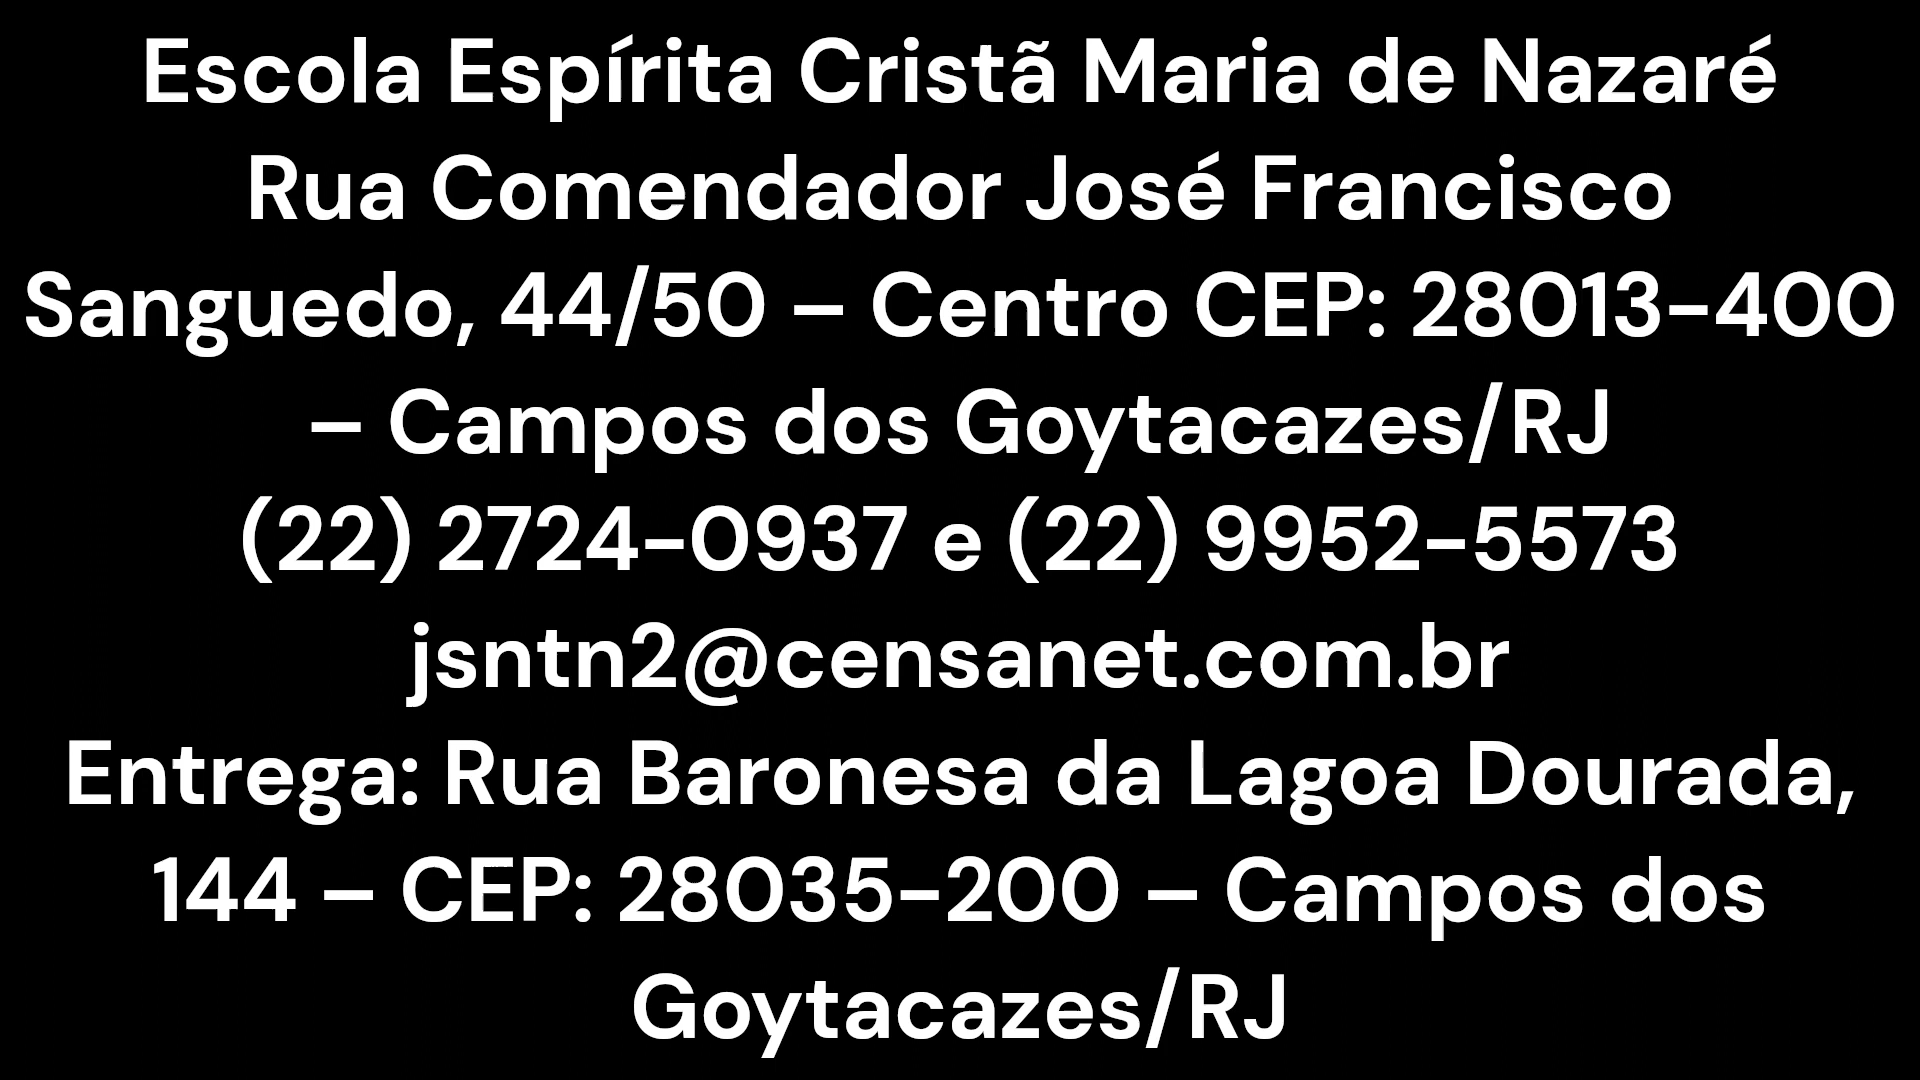 Escola Espírita Cristã Maria de Nazaré
Rua Comendador José Francisco
Sanguedo, 44/50 – Centro CEP: 28013-400
– Campos dos Goytacazes/RJ
(22) 2724-0937 e (22) 9952-5573
jsntn2@censanet.com.br
Entrega: Rua Baronesa da Lagoa Dourada,
144 – CEP: 28035-200 – Campos dos
Goytacazes/RJ